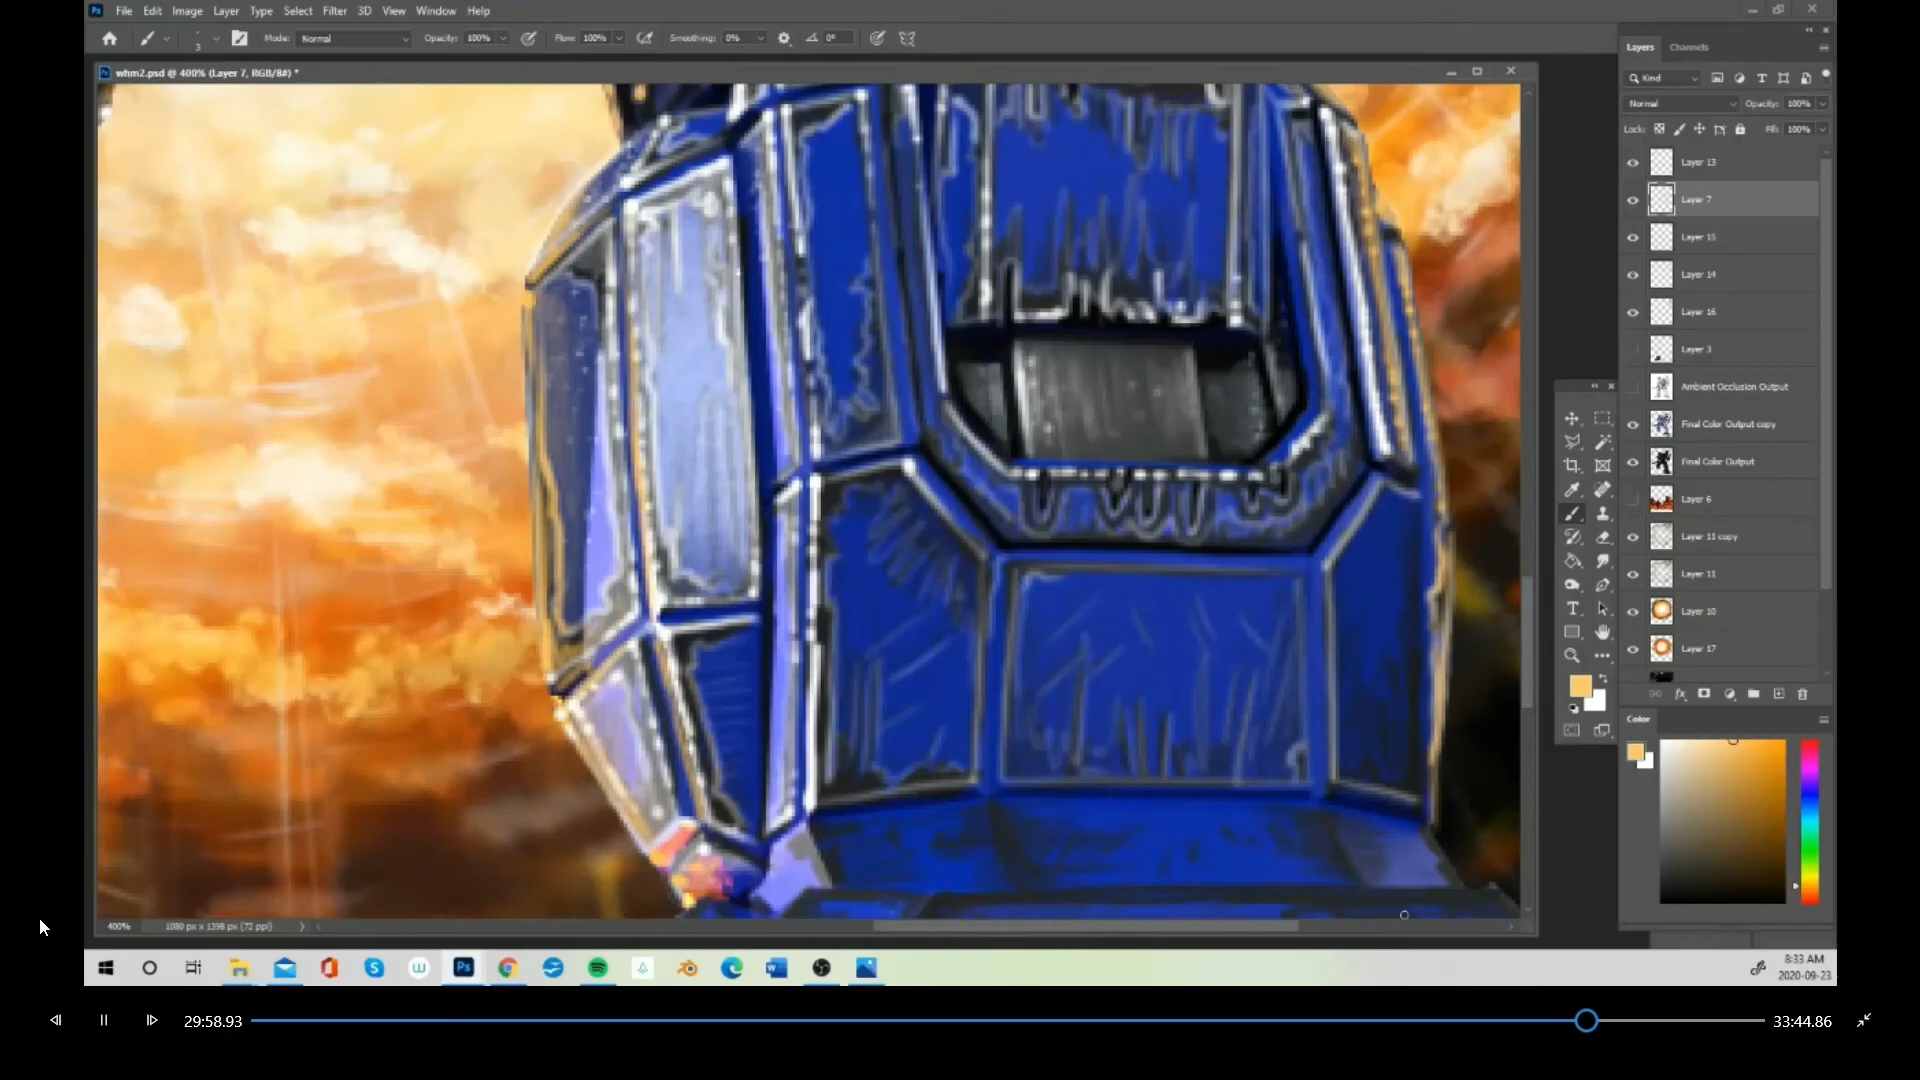 Ps File Edit Image Layer Type Select Filter 3D View Window Help
3 Mode: Normal Opacity: 100% Flow: 100% Smoothing: 0% 0°
whm2.psd @ 400% (Layer 7, RGB/8#) *
Layers Channels
Kind
Normal Opacity: 100%
Lock: Fill: 100%
Layer 13
Layer 7
Layer 15
Layer 14
Layer 16
Layer 3
Ambient Occlusion Output
Final Color Output copy
Final Color Output
Layer 6
Layer 11 copy
Layer 11
Layer 10
Layer 17
Color
400% 1080 px x 1398 px (72 ppi)
Ps
8:33 AM
2020-09-23
29:58.93 33:44.86